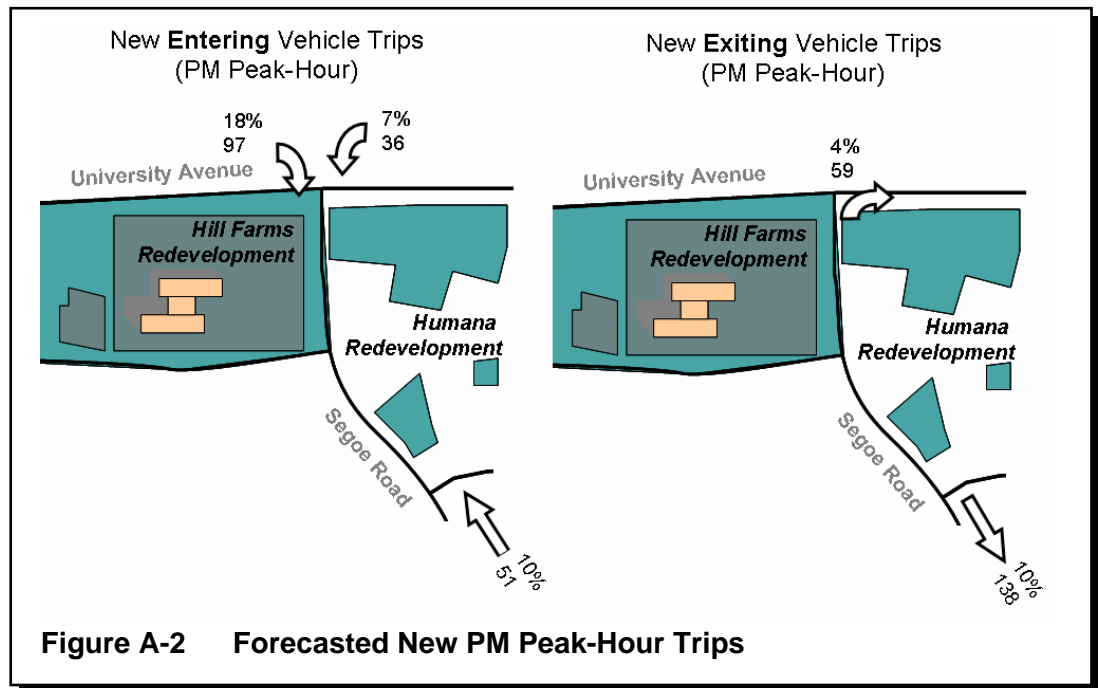 New Entering Vehicle Trips
(PM Peak-Hour)
18%
97
7%
36
University Avenue
Hill Farms
Redevelopment
Humana
Redevelopment
Segoe Road
10%
51
New Exiting Vehicle Trips
(PM Peak-Hour)
4%
59
University Avenue
Hill Farms
Redevelopment
Humana
Redevelopment
Segoe Road
10%
138
Figure A-2 Forecasted New PM Peak-Hour Trips